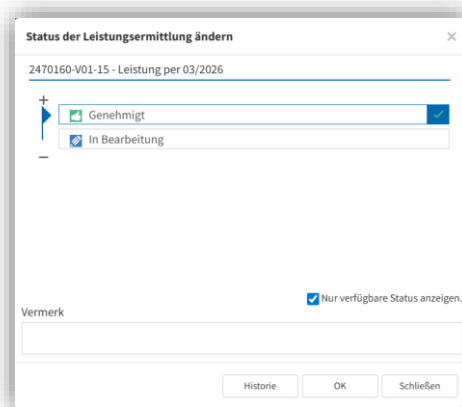 Status der Leistungsermittlung ändern
2470160-V01-15 - Leistung per 03/2026
Genehmigt
In Bearbeitung
Nur verfügbare Status anzeigen.
Vermerk
Historie
OK
Schließen